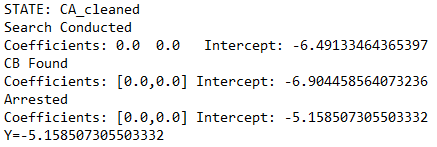 STATE: CA_cleaned
Search Conducted
Coefficients: 0.0  0.0   Intercept: -6.49133464365397
CB Found
Coefficients: [0.0,0.0] Intercept: -6.904458564073236
Arrested
Coefficients: [0.0,0.0] Intercept: -5.158507305503332
Y=-5.158507305503332